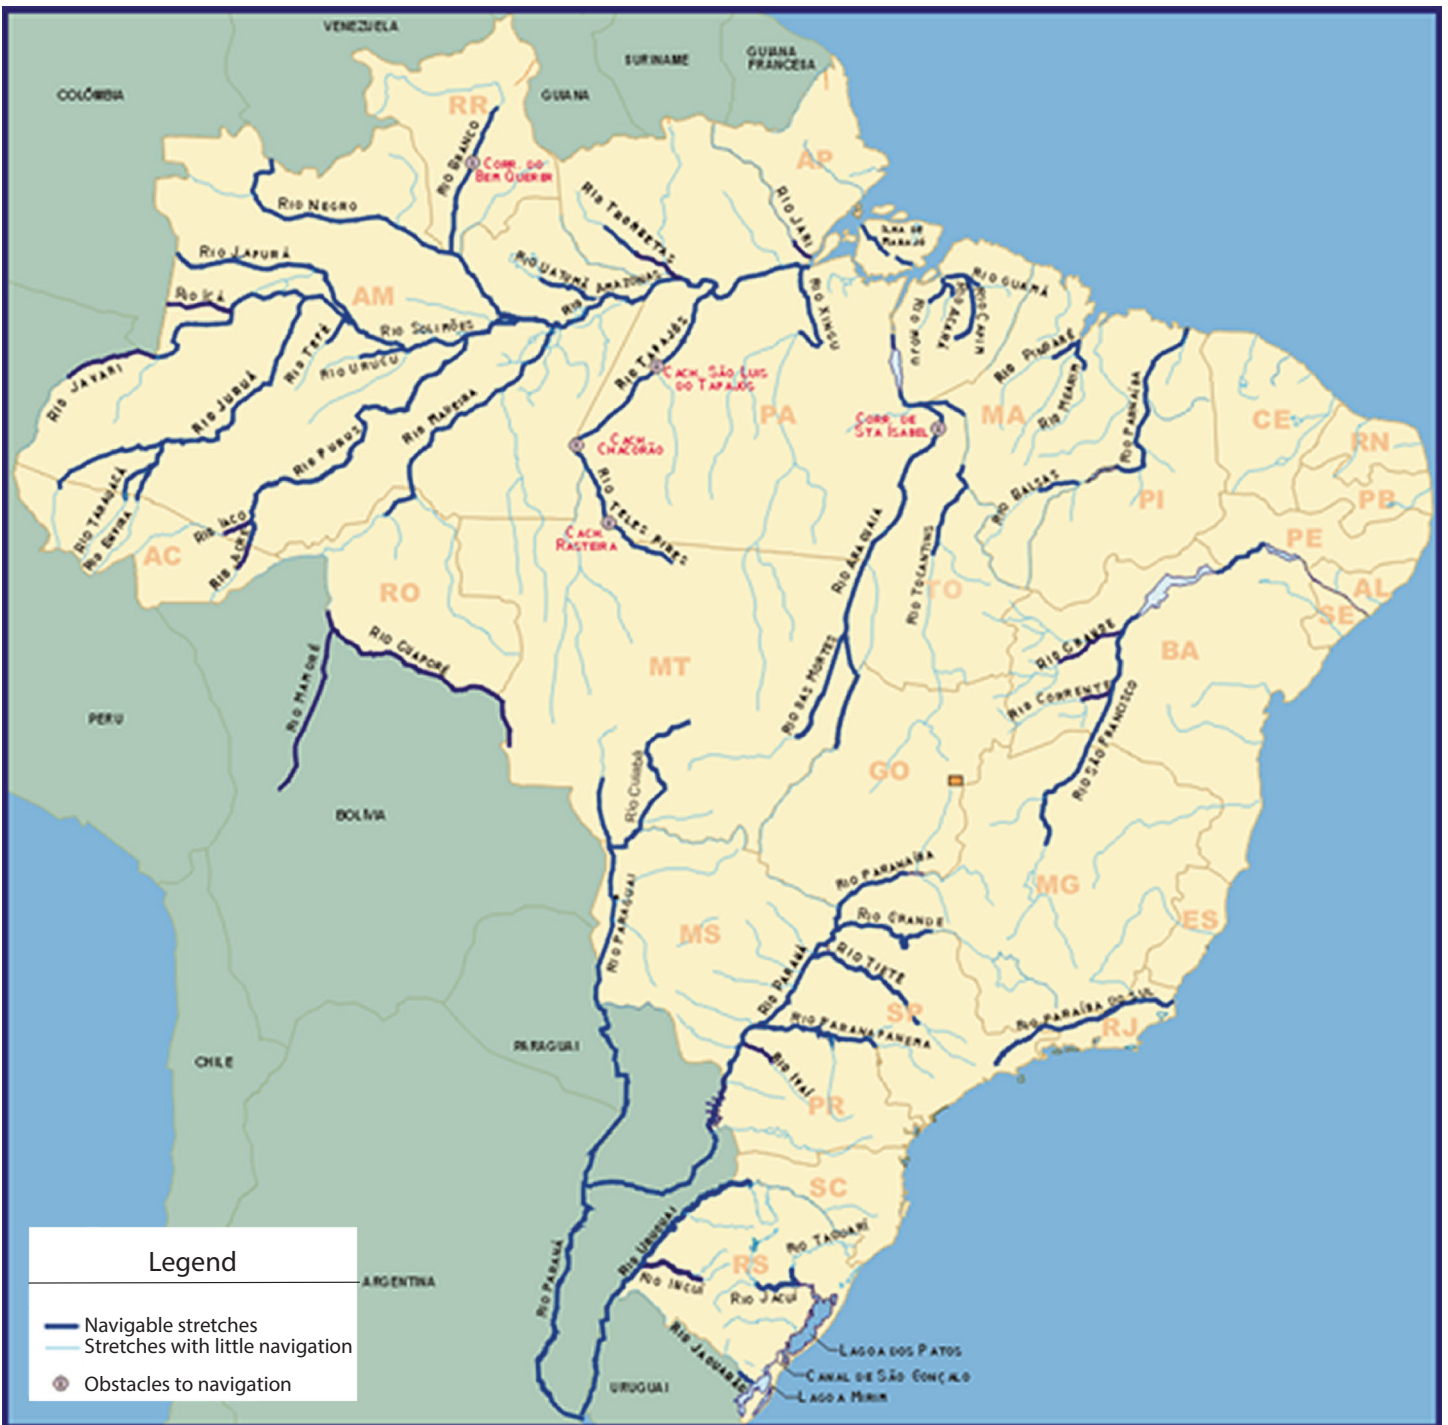 VENEZUELA
SURINAME
GUIANA
FRANCESA
COLÔMBIA
GUIANA
RR
RIO BRANCO
CORR. DO
BEM QUERER
AP
RIO NEGRO
RIO TROMBETAS
RIO JARI
ILHA DE
MARAJÓ
RIO JAPURÁ
RIO UATUMÃ
RIO AMAZONAS
RIO GUAMÁ
RIO IÇÁ
AM
RIO XINGU
RIO MOJU
RIO ACARÁ
RIO CAPIM
RIO SOLIMÕES
RIO TEFÉ
RIO URUCU
RIO TAPAJÓS
RIO PINDARÉ
RIO JAVARI
RIO JURUÁ
CACH. SÃO LUIS
DO TAPAJÓS
RIO MEARIM
RIO PARNAÍBA
RIO MADEIRA
PA
CORR. DE
STA ISABEL
MA
CE
RN
RIO PURUS
CACH.
CHACORÃO
RIO TARAUACÁ
RIO ENVIRA
RIO BALSAS
PI
PB
RIO IACO
RIO ACRE
RIO TELES PIRES
CACH.
RASTEIRA
PE
AC
RIO ARAGUAIA
RIO TOCANTINS
TO
AL
SE
RO
RIO GUAPORÉ
RIO MAMORÉ
MT
RIO DAS MORTES
RIO GRANDE
BA
RIO CORRENTE
RIO SÃO FRANCISCO
PERU
Rio Cuiabá
GO
BOLÍVIA
RIO PARANAÍBA
MG
RIO PARAGUAI
MS
RIO GRANDE
ES
RIO PARANÁ
RIO TIETÊ
SP
RIO PARANAPANEMA
RIO PARAÍBA DO SUL
RJ
PARAGUAI
CHILE
RIO IVAÍ
PR
SC
RIO URUGUAI
RIO TAQUARÍ
RS
RIO PARANÁ
RIO JACUÍ
ARGENTINA
RIO JAGUARÃO
LAGOA DOS PATOS
CANAL DE SÃO GONÇALO
LAGOA MIRIM
URUGUAI
Legend
Navigable stretches
Stretches with little navigation
Obstacles to navigation